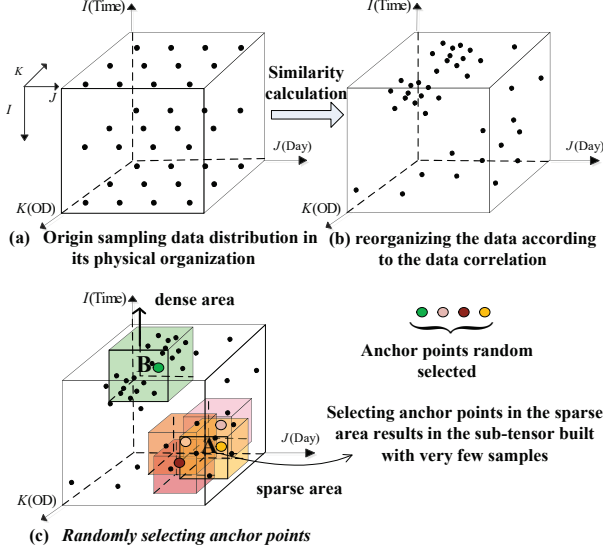 I(Time)
K
J
I
J(Day)
K(OD)
(a) Origin sampling data distribution in
its physical organization
Similarity
calculation
I(Time)
J(Day)
K(OD)
(b) reorganizing the data according
to the data correlation
I(Time)
dense area
B
A
J(Day)
K(OD)
sparse area
(c) Randomly selecting anchor points
Anchor points random
selected
Selecting anchor points in the sparse
area results in the sub-tensor built
with very few samples